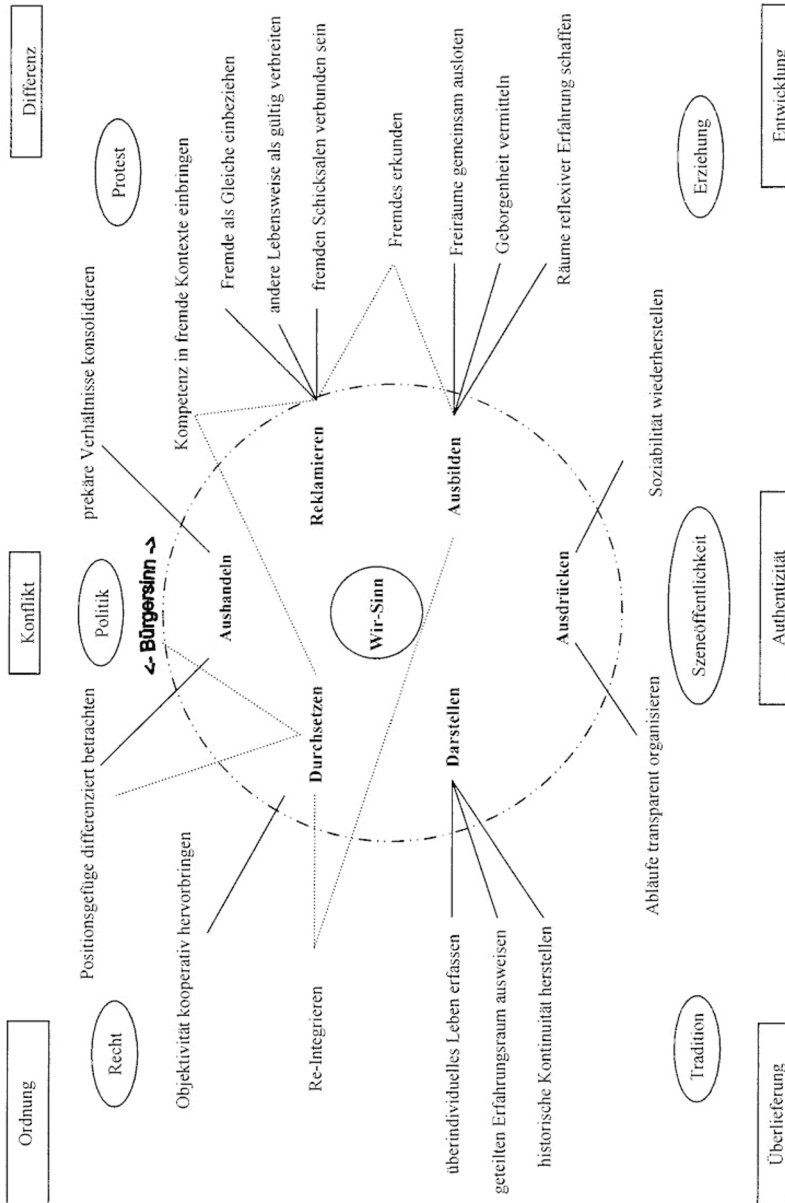 Ordnung
Konflikt
Differenz
Recht
Politik
Protest
<- Bürgersinn ->
Positionsgefüge differenziert betrachten
prekäre Verhältnisse konsolidieren
Objektivität kooperativ hervorbringen
Kompetenz in fremde Kontexte einbringen
Aushandeln
Fremde als Gleiche einbeziehen
andere Lebensweise als gültig verbreiten
fremden Schicksalen verbunden sein
Re-Integrieren
Durchsetzen
Reklamieren
Wir-Sinn
Fremdes erkunden
überindividuelles Leben erfassen
geteilten Erfahrungsraum ausweisen
historische Kontinuität herstellen
Darstellen
Ausbilden
Freiräume gemeinsam ausloten
Geborgenheit vermitteln
Räume reflexiver Erfahrung schaffen
Ausdrücken
Abläufe transparent organisieren
Soziabilität wiederherstellen
Tradition
Szeneöffentlichkeit
Erziehung
Überlieferung
Authentizität
Entwicklung